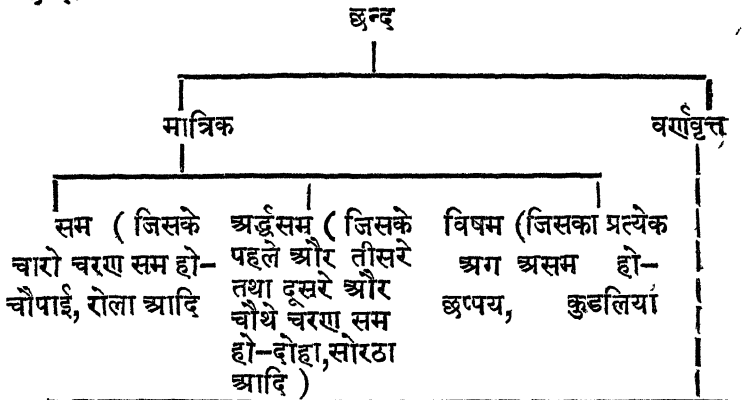 छन्द
मात्रिक
वर्णवृत्त
सम ( जिसके
चारो चरण सम हो–
चौपाई, रोला आदि
अर्द्धसम ( जिसके
पहले और तीसरे
तथा दूसरे और
चौथे चरण सम
हो–दोहा,सोरठा
आदि )
विषम (जिसका प्रत्येक
अग असम हो–
छप्पय, कुडलियां